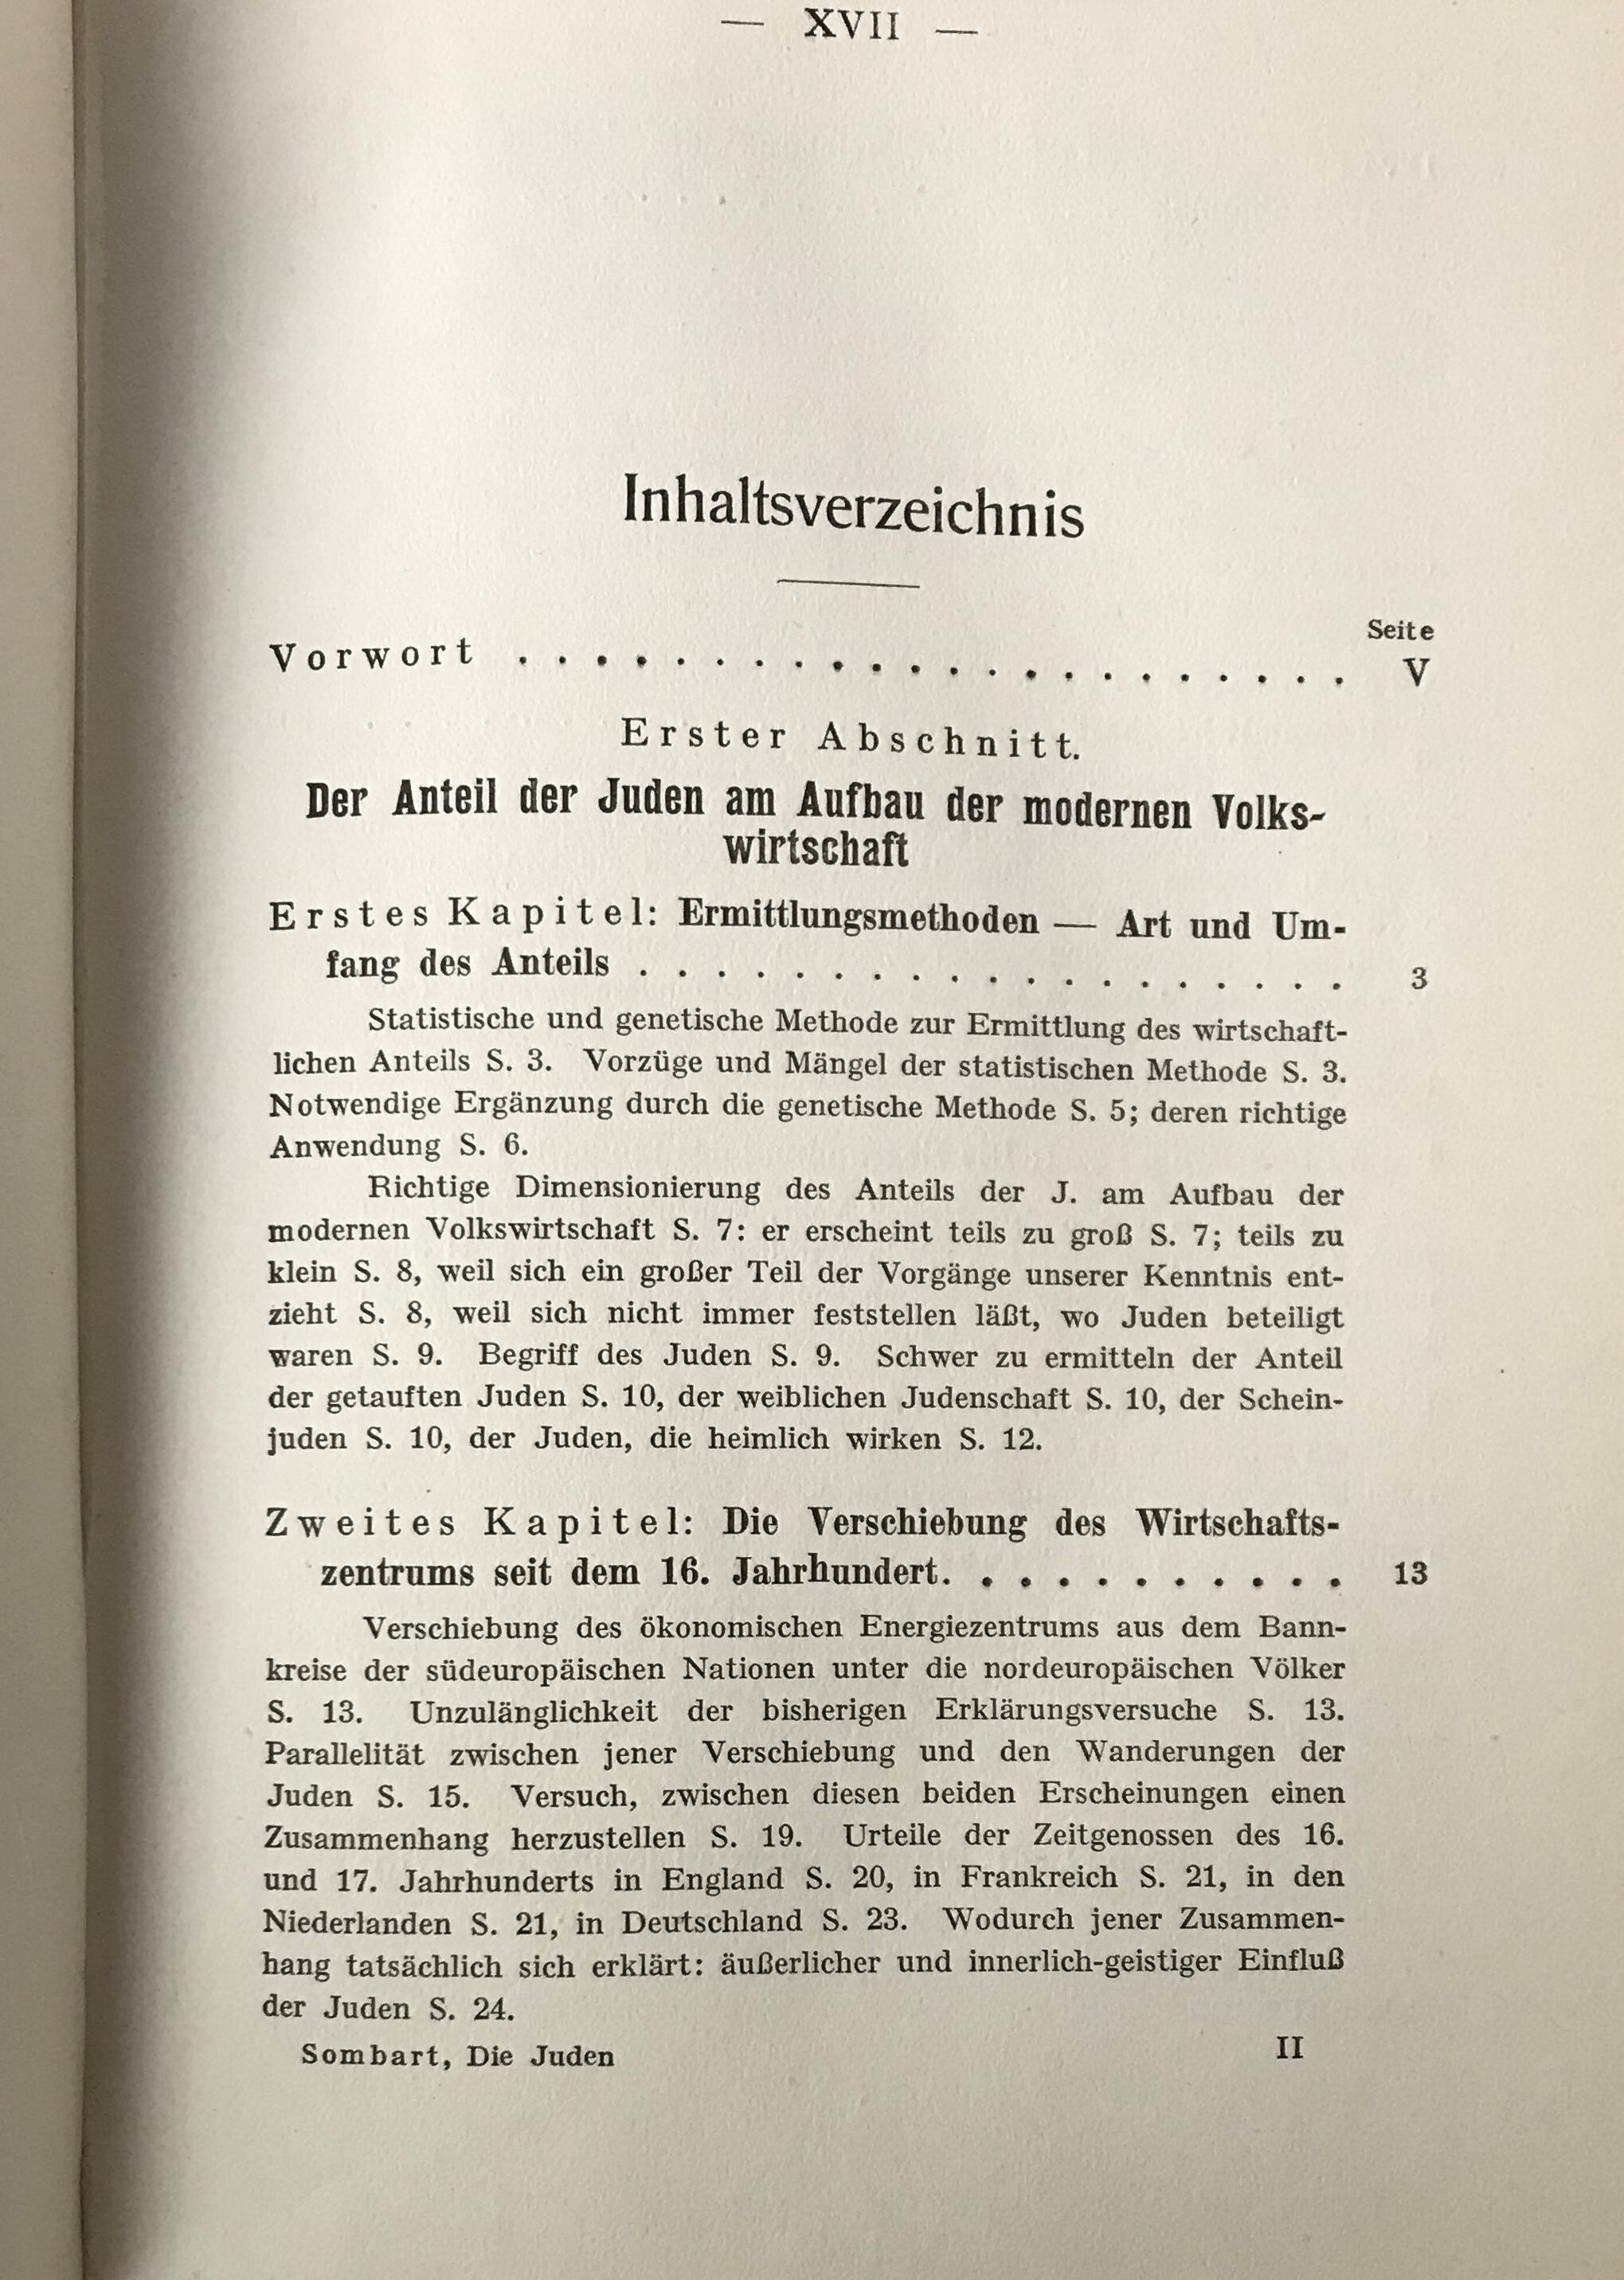 — XVII —
Inhaltsverzeichnis
Seite
Vorwort . . . . . . . . . . . . . . . . . . . . . . V
Erster Abschnitt.
Der Anteil der Juden am Aufbau der modernen Volks-
wirtschaft
Erstes Kapitel: Ermittlungsmethoden — Art und Um-
fang des Anteils . . . . . . . . . . . . . . . . . . . 3
Statistische und genetische Methode zur Ermittlung des wirtschaft-
lichen Anteils S. 3. Vorzüge und Mängel der statistischen Methode S. 3.
Notwendige Ergänzung durch die genetische Methode S. 5; deren richtige
Anwendung S. 6.
Richtige Dimensionierung des Anteils der J. am Aufbau der
modernen Volkswirtschaft S. 7: er erscheint teils zu groß S. 7; teils zu
klein S. 8, weil sich ein großer Teil der Vorgänge unserer Kenntnis ent-
zieht S. 8, weil sich nicht immer feststellen läßt, wo Juden beteiligt
waren S. 9. Begriff des Juden S. 9. Schwer zu ermitteln der Anteil
der getauften Juden S. 10, der weiblichen Judenschaft S. 10, der Schein-
juden S. 10, der Juden, die heimlich wirken S. 12.
Zweites Kapitel: Die Verschiebung des Wirtschafts-
zentrums seit dem 16. Jahrhundert. . . . . . . . . . . 13
Verschiebung des ökonomischen Energiezentrums aus dem Bann-
kreise der südeuropäischen Nationen unter die nordeuropäischen Völker
S. 13. Unzulänglichkeit der bisherigen Erklärungsversuche S. 13.
Parallelität zwischen jener Verschiebung und den Wanderungen der
Juden S. 15. Versuch, zwischen diesen beiden Erscheinungen einen
Zusammenhang herzustellen S. 19. Urteile der Zeitgenossen des 16.
und 17. Jahrhunderts in England S. 20, in Frankreich S. 21, in den
Niederlanden S. 21, in Deutschland S. 23. Wodurch jener Zusammen-
hang tatsächlich sich erklärt: äußerlicher und innerlich-geistiger Einfluß
der Juden S. 24.
Sombart, Die Juden II